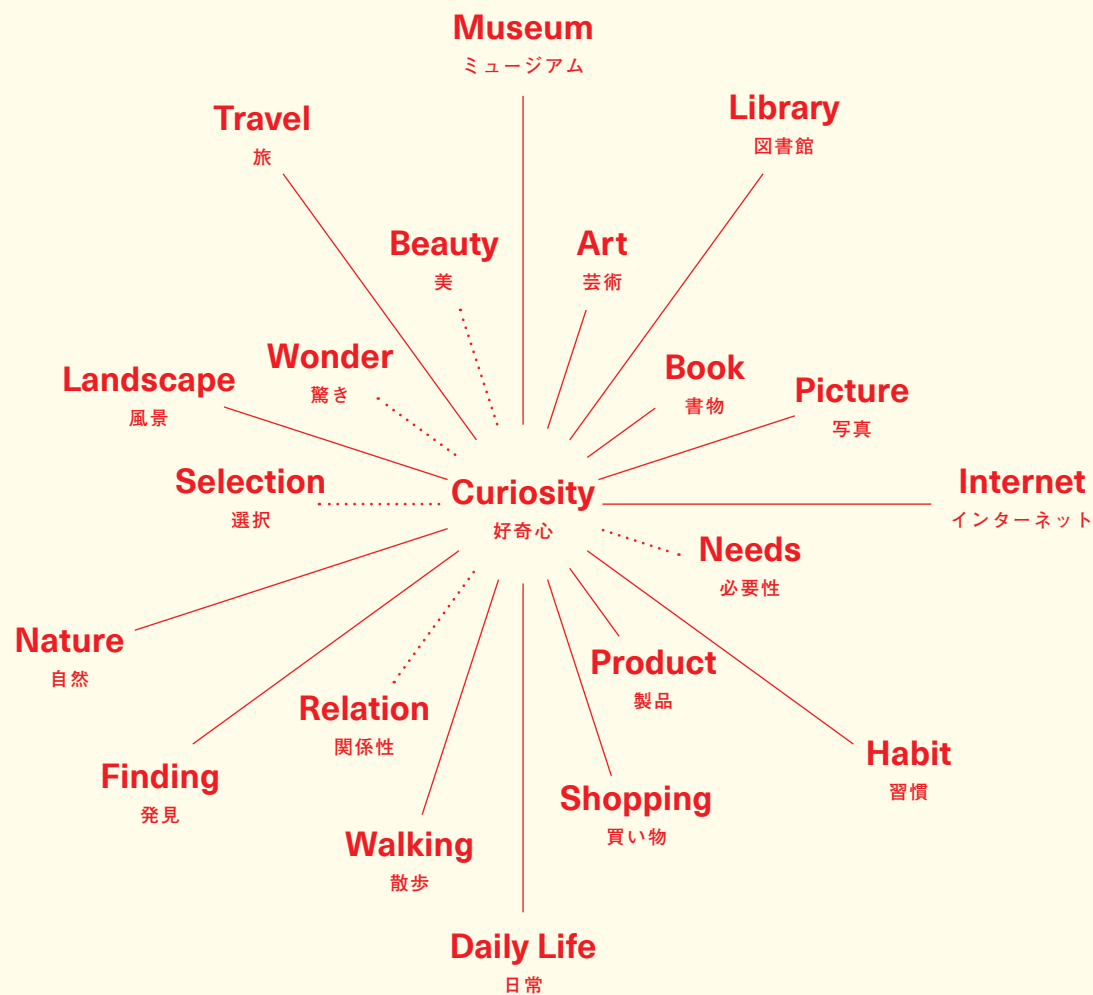 Museum
ミュージアム
Library
図書館
Travel
旅
Beauty
美
Art
芸術
Wonder
驚き
Book
書物
Landscape
風景
Picture
写真
Selection
選択
Curiosity
好奇心
Internet
インターネット
Needs
必要性
Nature
自然
Product
製品
Relation
関係性
Habit
習慣
Finding
発見
Shopping
買い物
Walking
散歩
Daily Life
日常